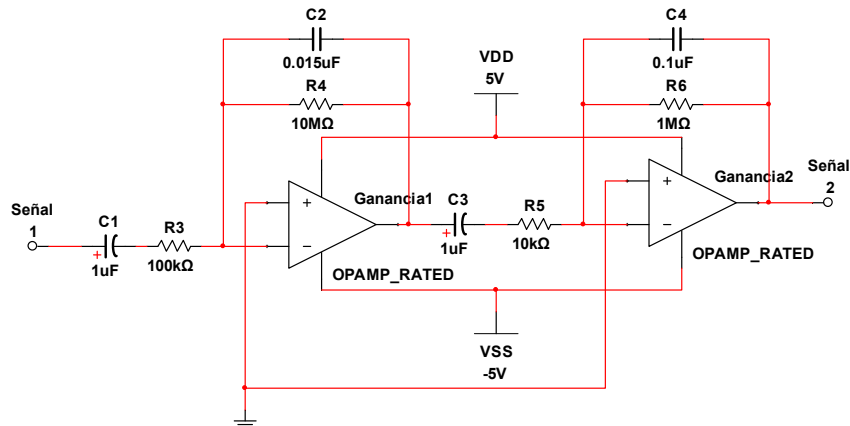 C2
0.015uF
R4
10MΩ
VDD
5V
C4
0.1uF
R6
1MΩ
Señal
1
C1
+
1uF
R3
100kΩ
+
−
Ganancia1
OPAMP_RATED
C3
+
1uF
R5
10kΩ
+
−
Ganancia2
OPAMP_RATED
Señal
2
VSS
-5V